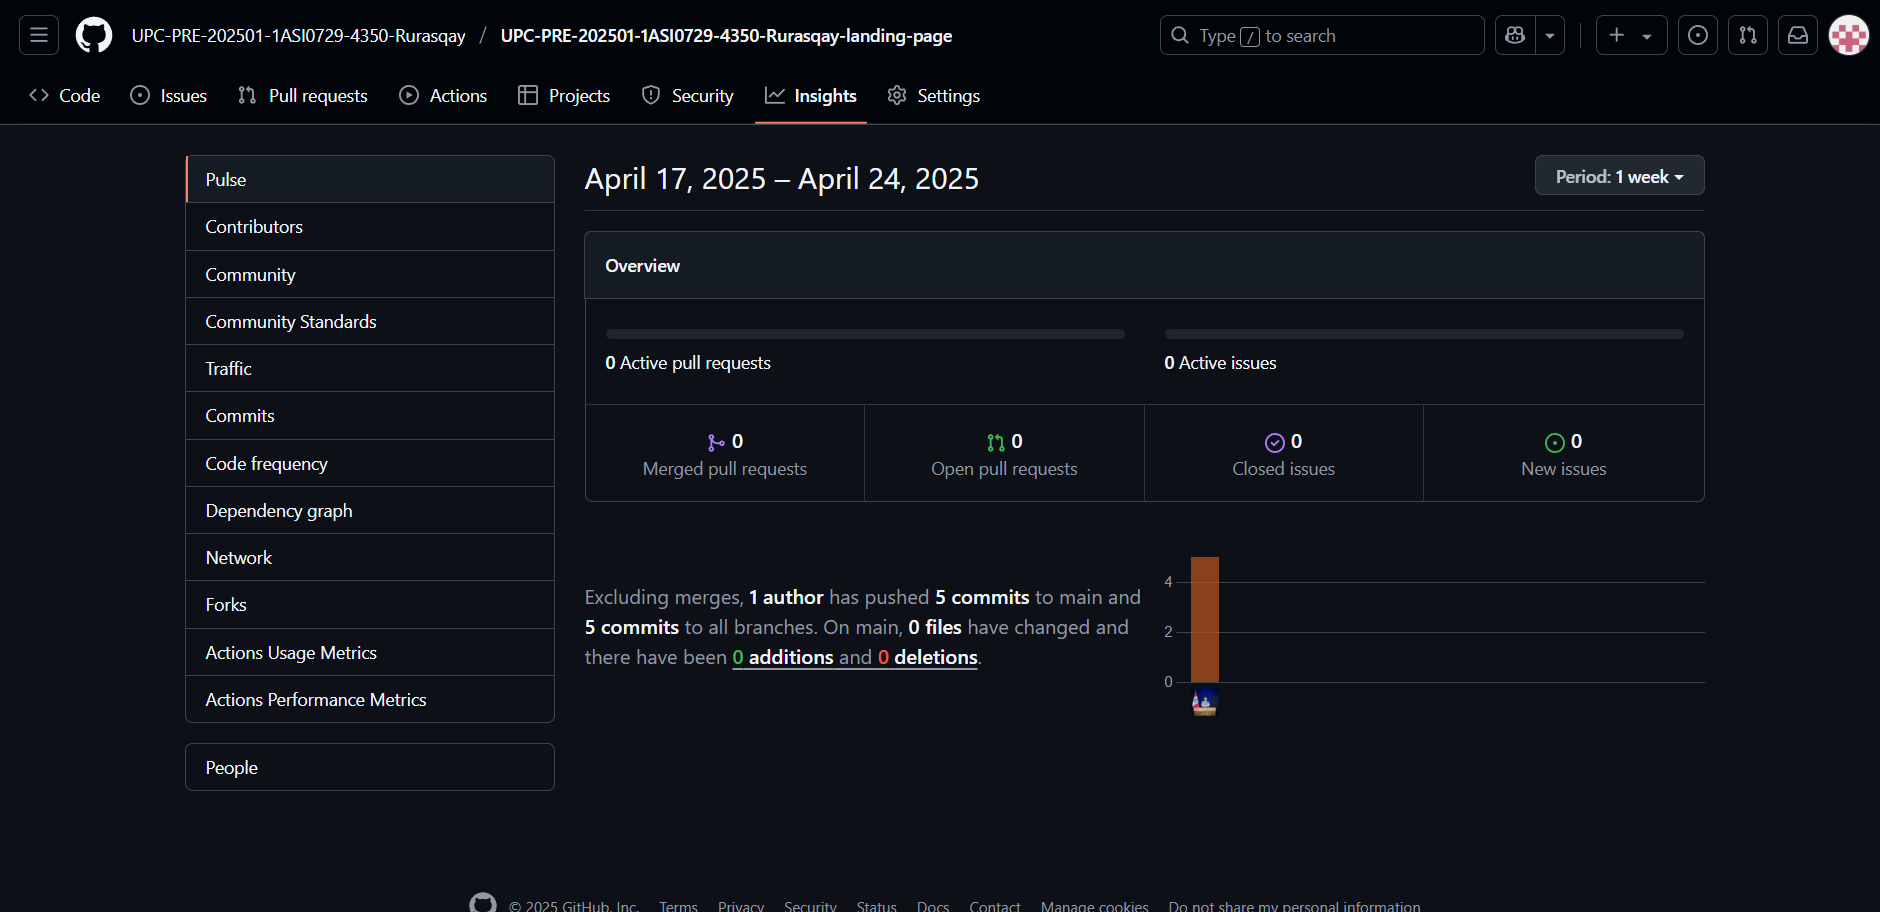 UPC-PRE-202501-1ASI0729-4350-Rurasqay / UPC-PRE-202501-1ASI0729-4350-Rurasqay-landing-page
Type / to search
Code
Issues
Pull requests
Actions
Projects
Security
Insights
Settings
Pulse
Contributors
Community
Community Standards
Traffic
Commits
Code frequency
Dependency graph
Network
Forks
Actions Usage Metrics
Actions Performance Metrics
People
April 17, 2025 – April 24, 2025
Period: 1 week
Overview
0 Active pull requests
0 Active issues
0
Merged pull requests
0
Open pull requests
0
Closed issues
0
New issues
Excluding merges, 1 author has pushed 5 commits to main and
5 commits to all branches. On main, 0 files have changed and
there have been 0 additions and 0 deletions.
4
2
0
© 2025 GitHub, Inc. Terms Privacy Security Status Docs Contact Manage cookies Do not share my personal information